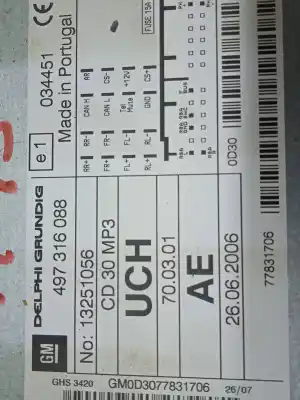 GM DELPHI GRUNDIG
497 316 088
e 1
034451 CE
Made in Portugal
No: 13251056
CD 30 MP3
UCH
70.03.01
AE
26.06.2006
RR+ RR- CAN H AR
FR+ FR- CAN L CS-
FL+ FL- Tel Mute +12V
RL+ RL- GND CS+
FUSE 15A
0D30
77831706
GHS 3420 GM0D3077831706 26/07